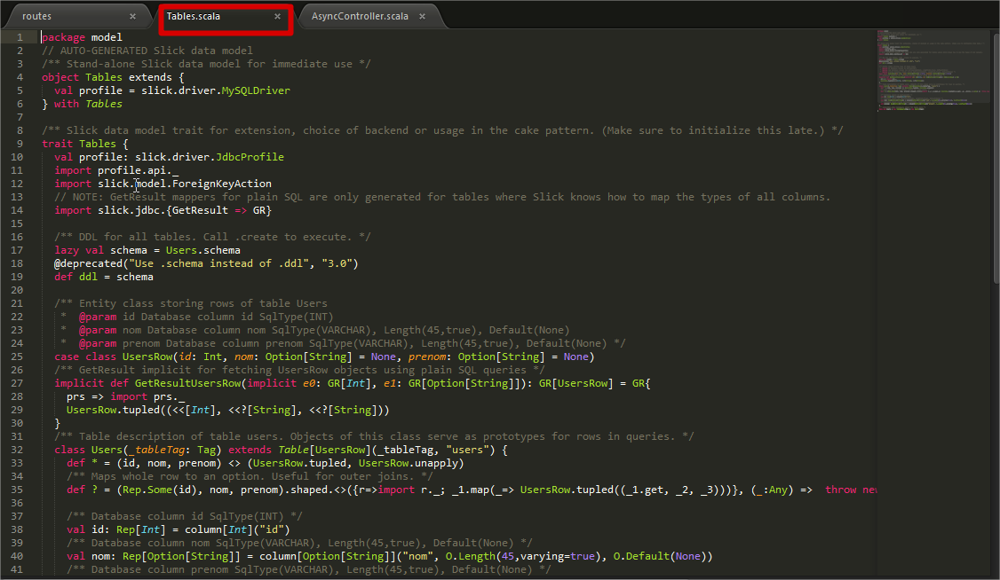 routes × Tables.scala × AsyncController.scala ×
1 package model
2 // AUTO-GENERATED Slick data model
3 /** Stand-alone Slick data model for immediate use */
4 object Tables extends {
5   val profile = slick.driver.MySQLDriver
6 } with Tables
7
8 /** Slick data model trait for extension, choice of backend or usage in the cake pattern. (Make sure to initialize this late.) */
9 trait Tables {
10   val profile: slick.driver.JdbcProfile
11   import profile.api._
12   import slick.model.ForeignKeyAction
13   // NOTE: GetResult mappers for plain SQL are only generated for tables where Slick knows how to map the types of all columns.
14   import slick.jdbc.{GetResult => GR}
15
16   /** DDL for all tables. Call .create to execute. */
17   lazy val schema = Users.schema
18   @deprecated("Use .schema instead of .ddl", "3.0")
19   def ddl = schema
20
21   /** Entity class storing rows of table Users
22    *  @param id Database column id SqlType(INT)
23    *  @param nom Database column nom SqlType(VARCHAR), Length(45,true), Default(None)
24    *  @param prenom Database column prenom SqlType(VARCHAR), Length(45,true), Default(None) */
25   case class UsersRow(id: Int, nom: Option[String] = None, prenom: Option[String] = None)
26   /** GetResult implicit for fetching UsersRow objects using plain SQL queries */
27   implicit def GetResultUsersRow(implicit e0: GR[Int], e1: GR[Option[String]]): GR[UsersRow] = GR{
28     prs => import prs._
29     UsersRow.tupled((<<[Int], <<?[String], <<?[String]))
30   }
31   /** Table description of table users. Objects of this class serve as prototypes for rows in queries. */
32   class Users(_tableTag: Tag) extends Table[UsersRow](_tableTag, "users") {
33     def * = (id, nom, prenom) <> (UsersRow.tupled, UsersRow.unapply)
34     /** Maps whole row to an option. Useful for outer joins. */
35     def ? = (Rep.Some(id), nom, prenom).shaped.<>({r=>import r._; _1.map(_=> UsersRow.tupled((_1.get, _2, _3)))}, (_:Any) =>  throw new
36
37     /** Database column id SqlType(INT) */
38     val id: Rep[Int] = column[Int]("id")
39     /** Database column nom SqlType(VARCHAR), Length(45,true), Default(None) */
40     val nom: Rep[Option[String]] = column[Option[String]]("nom", O.Length(45,varying=true), O.Default(None))
41     /** Database column prenom SqlType(VARCHAR), Length(45,true), Default(None) */